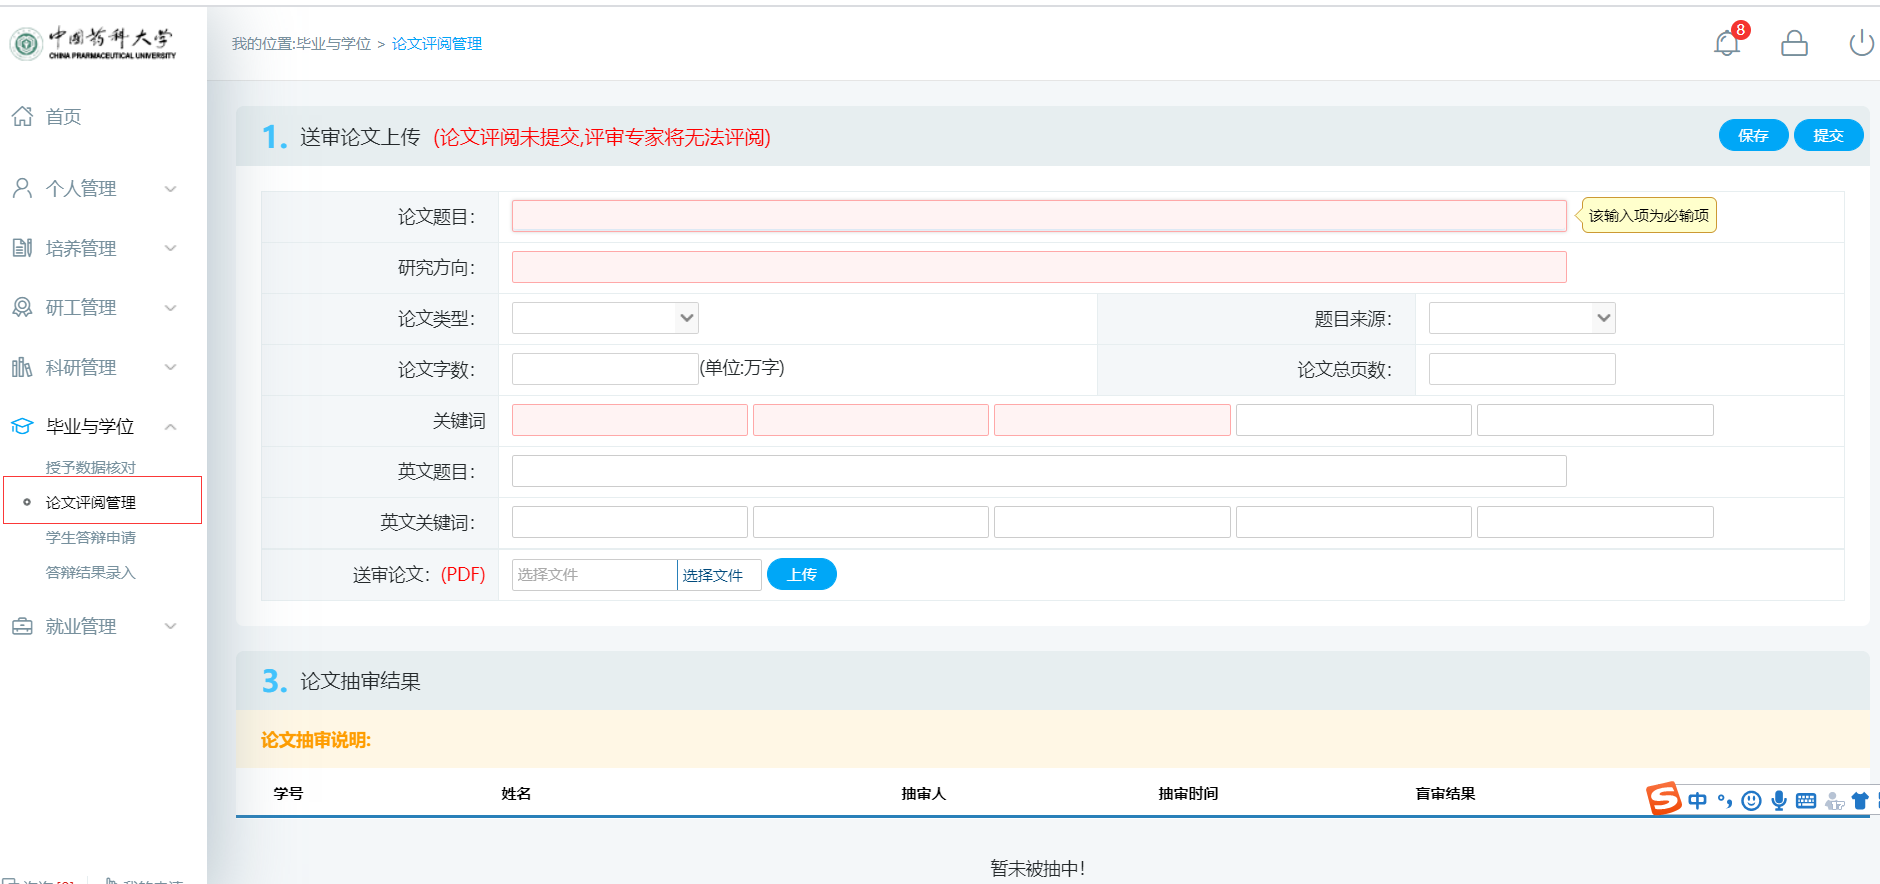 中国药科大学
CHINA PHARMACEUTICAL UNIVERSITY
我的位置:毕业与学位 > 论文评阅管理
8
首页
个人管理
培养管理
研工管理
科研管理
毕业与学位
授予数据核对
论文评阅管理
学生答辩申请
答辩结果录入
就业管理
1. 送审论文上传 (论文评阅未提交,评审专家将无法评阅)
保存 提交
论文题目： 该输入项为必输项
研究方向：
论文类型： 题目来源：
论文字数： (单位:万字) 论文总页数：
关键词
英文题目：
英文关键词：
送审论文：(PDF) 选择文件 选择文件 上传
3. 论文抽审结果
论文抽审说明:
学号 姓名 抽审人 抽审时间 盲审结果
中
暂未被抽中！